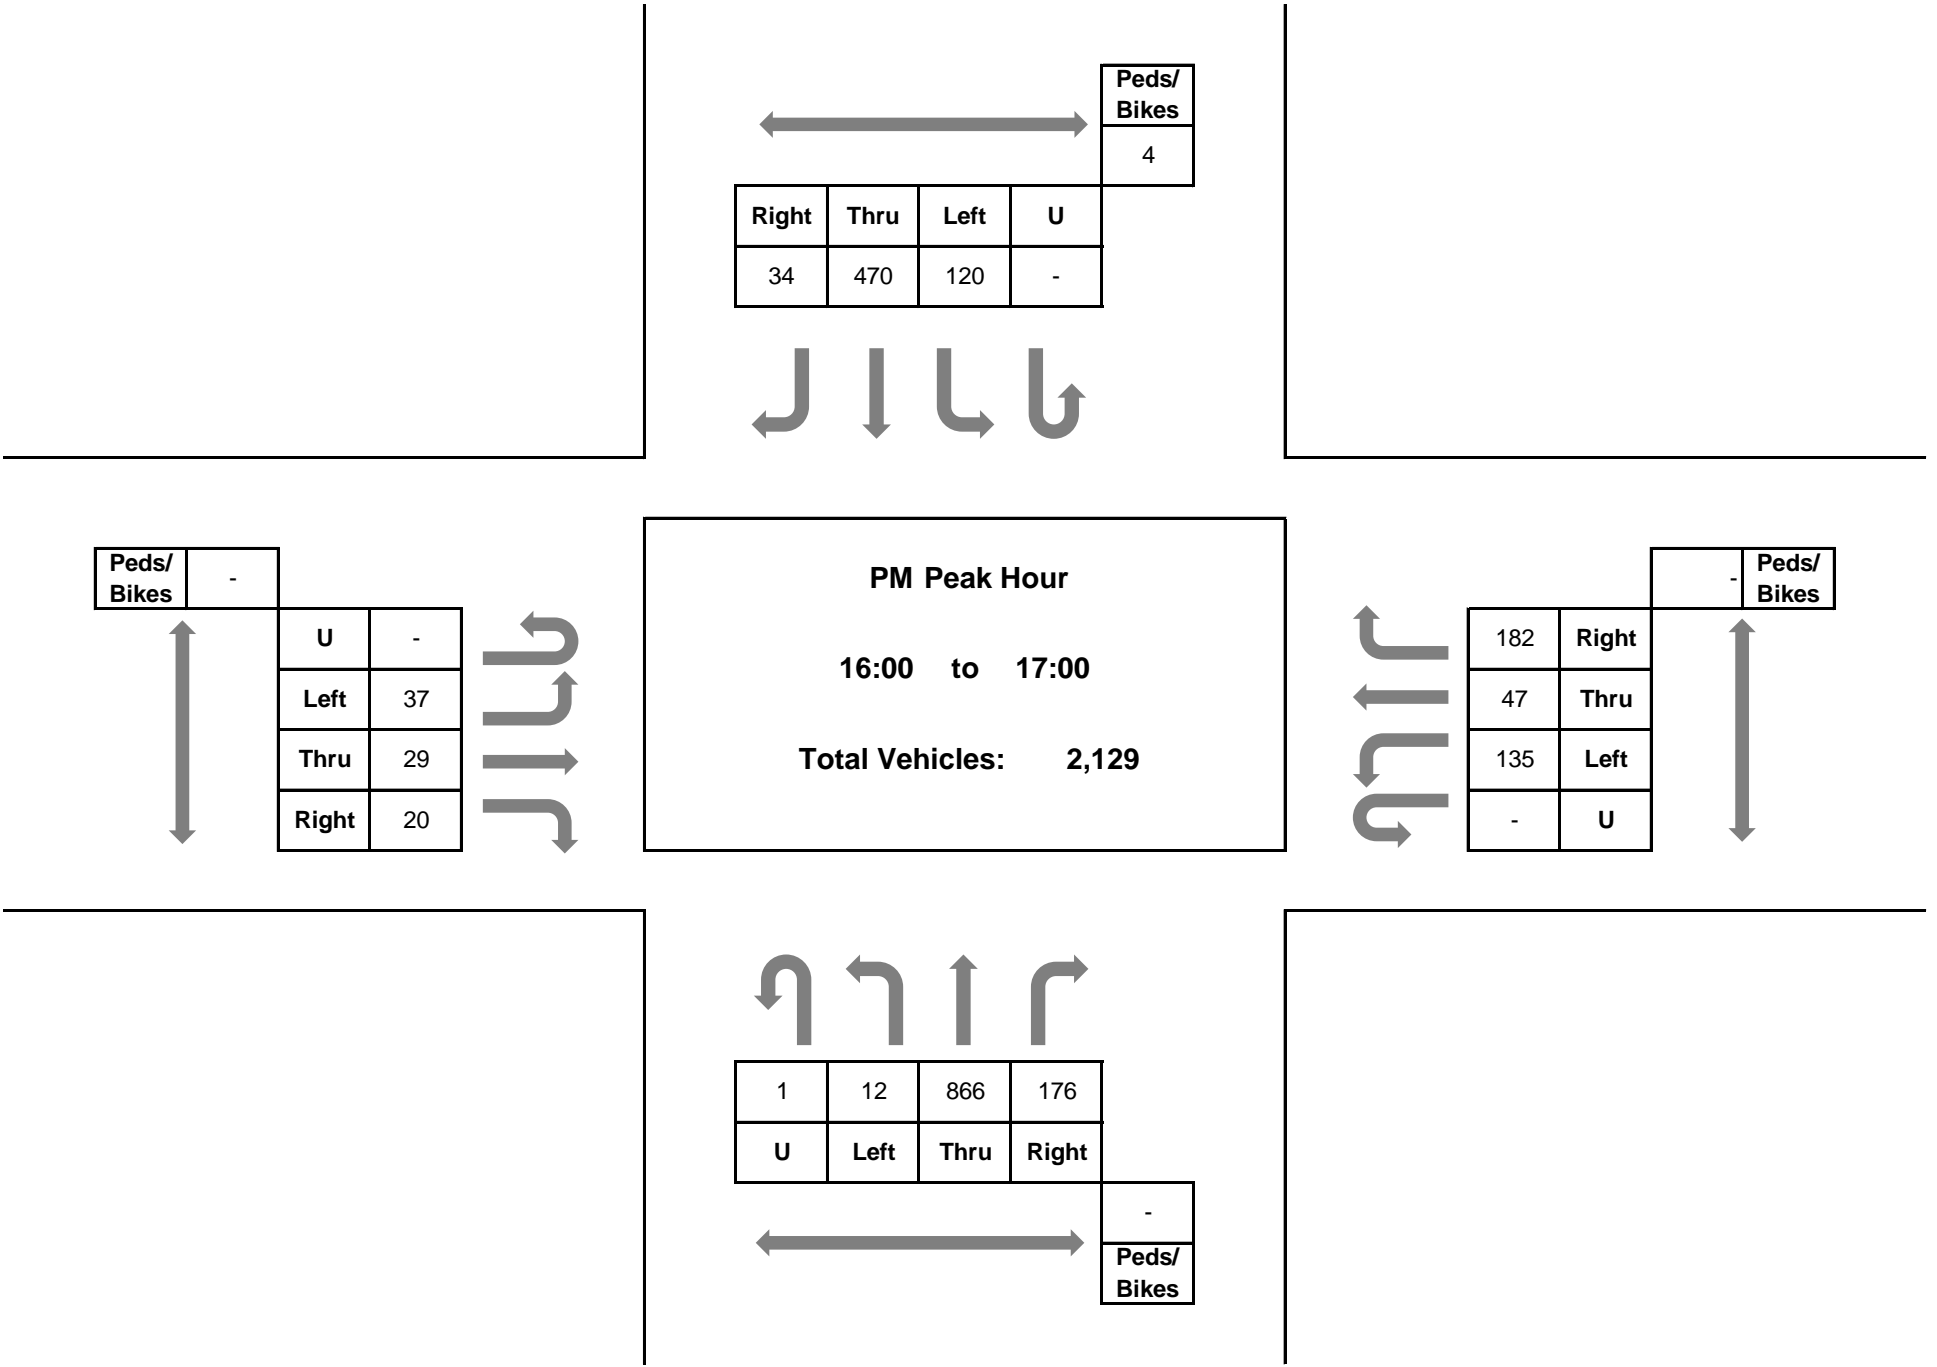 Peds/
Bikes
4
Right Thru Left U
34 470 120 -
Peds/
Bikes
-
U -
Left 37
Thru 29
Right 20
PM Peak Hour
16:00 to 17:00
Total Vehicles: 2,129
- Peds/
Bikes
182 Right
47 Thru
135 Left
- U
1 12 866 176
U Left Thru Right
-
Peds/
Bikes